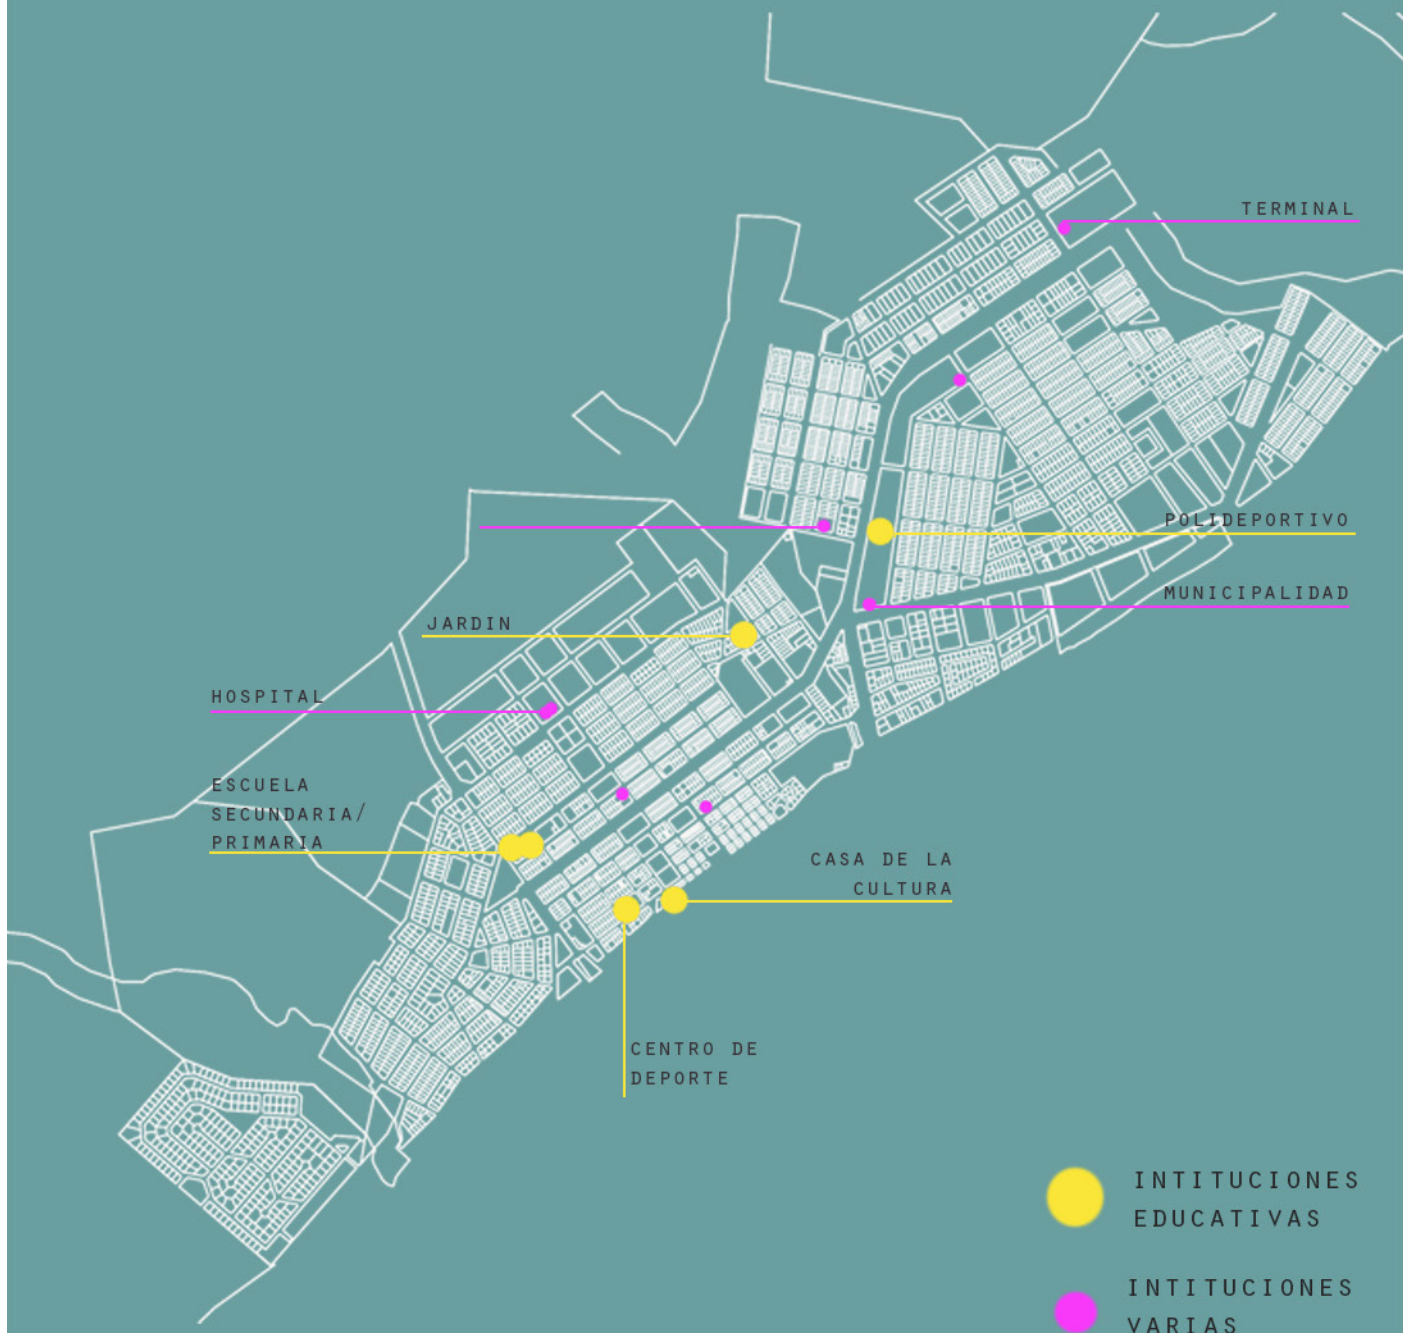 TERMINAL
POLIDEPORTIVO
MUNICIPALIDAD
JARDIN
HOSPITAL
ESCUELA
SECUNDARIA/
PRIMARIA
CASA DE LA
CULTURA
CENTRO DE
DEPORTE
INTITUCIONES
EDUCATIVAS
INTITUCIONES
VARIAS